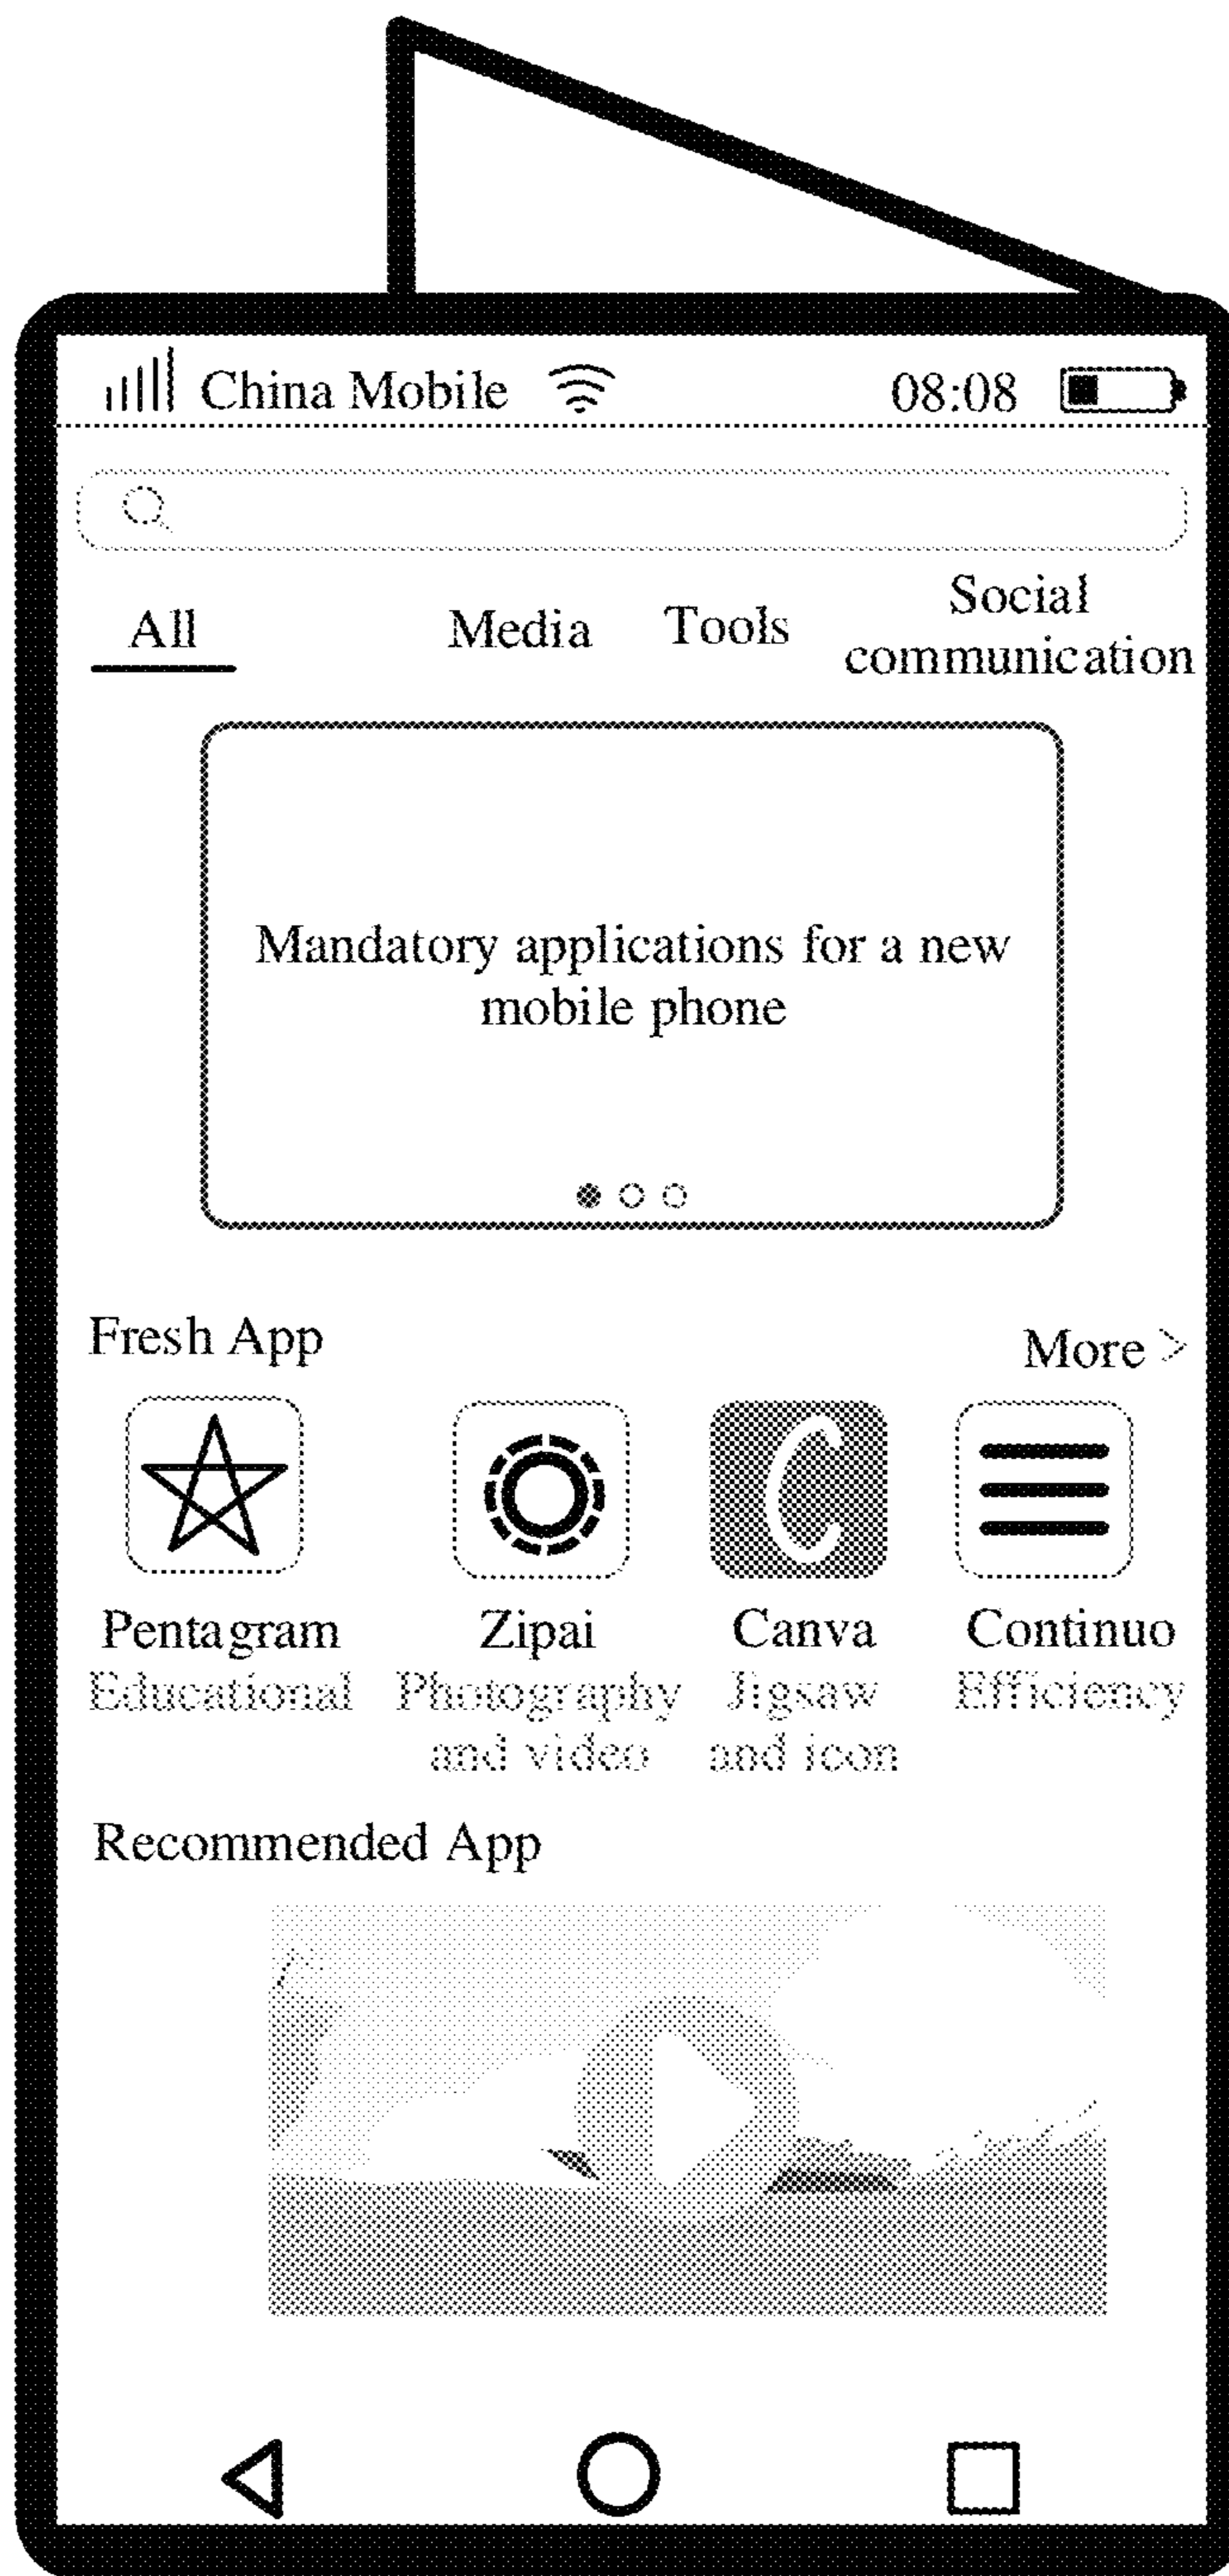 China Mobile 08:08
All Media Tools Social communication
Mandatory applications for a new
mobile phone
Fresh App More >
C
Pentagram Zipai Canva Continuo
Educational Photography and video Jigsaw and icon Efficiency
Recommended App